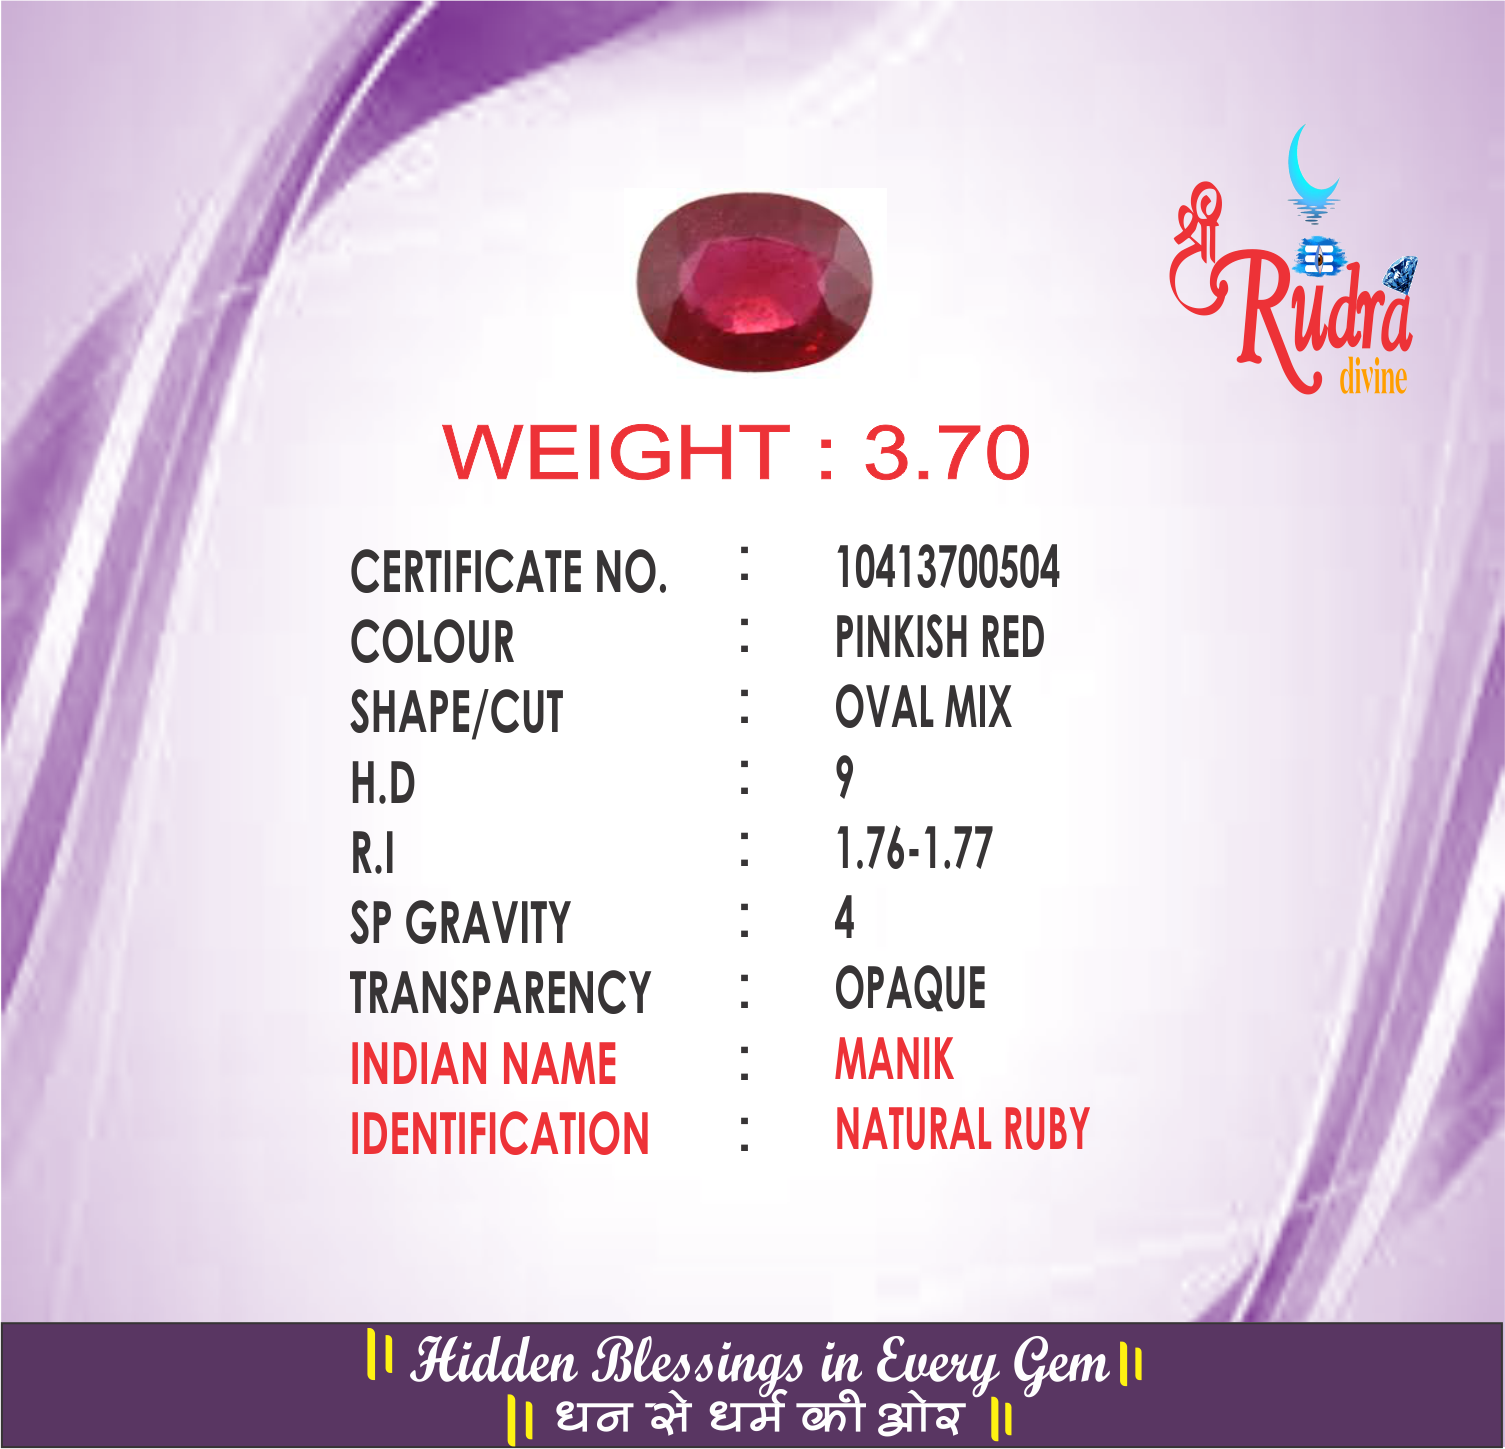 श्री
Rudra
divine
WEIGHT : 3.70
CERTIFICATE NO. : 10413700504
COLOUR : PINKISH RED
SHAPE/CUT : OVAL MIX
H.D : 9
R.I : 1.76-1.77
SP GRAVITY : 4
TRANSPARENCY : OPAQUE
INDIAN NAME : MANIK
IDENTIFICATION : NATURAL RUBY
|| Hidden Blessings in Every Gem ||
|| धन से धर्म की ओर ||